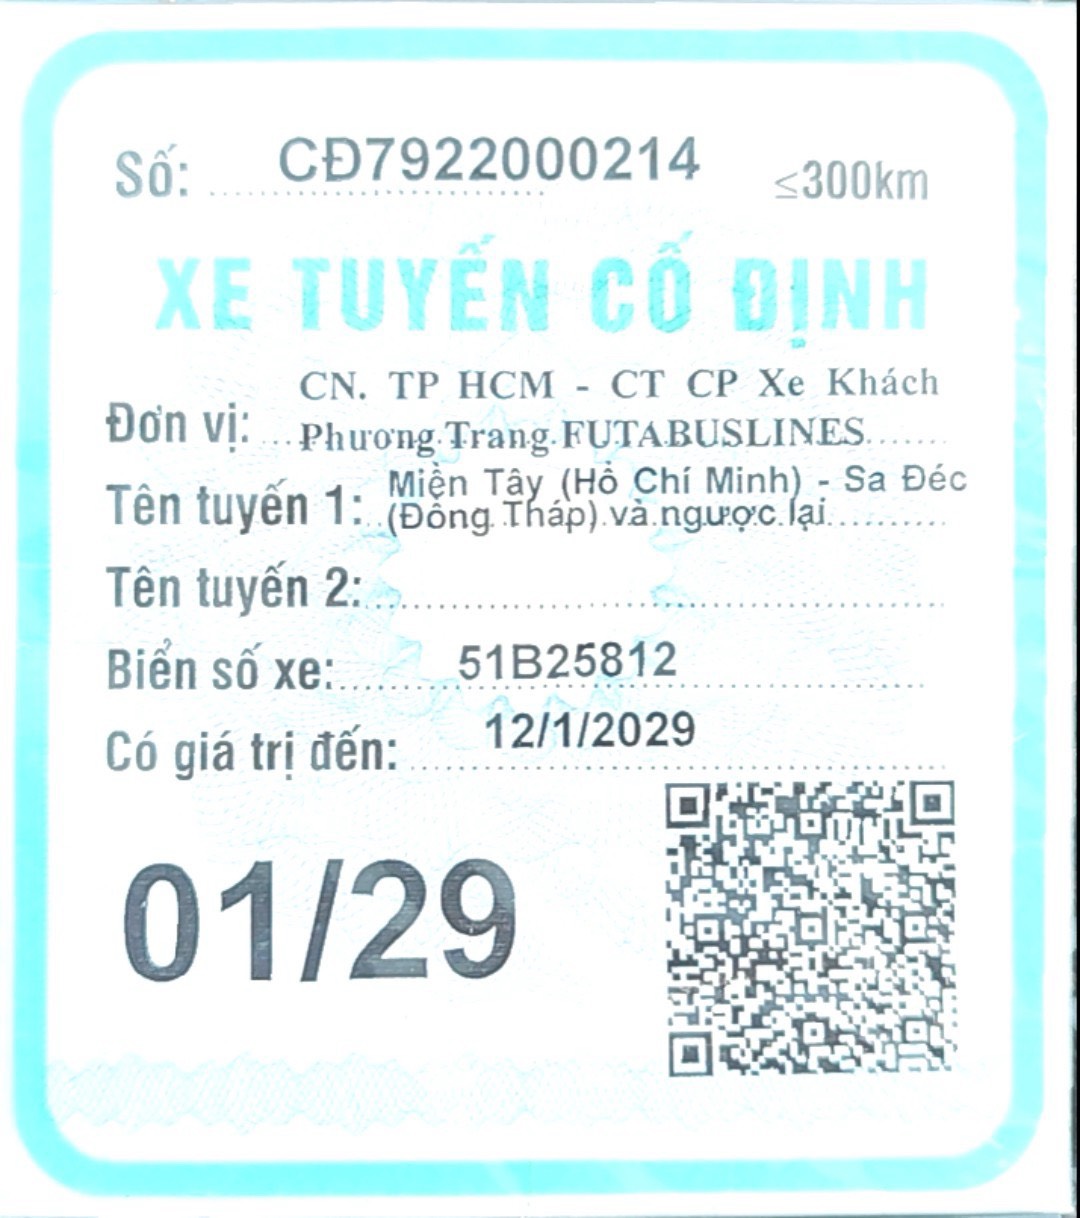 Số: CĐ7922000214 ≤300km
XE TUYẾN CỐ ĐỊNH
CN. TP HCM - CT CP Xe Khách
Đơn vị: Phương Trang FUTABUSLINES
Tên tuyến 1: Miền Tây (Hồ Chí Minh) - Sa Đéc
(Đồng Tháp) và ngược lại
Tên tuyến 2:
Biển số xe: 51B25812
Có giá trị đến: 12/1/2029
01/29